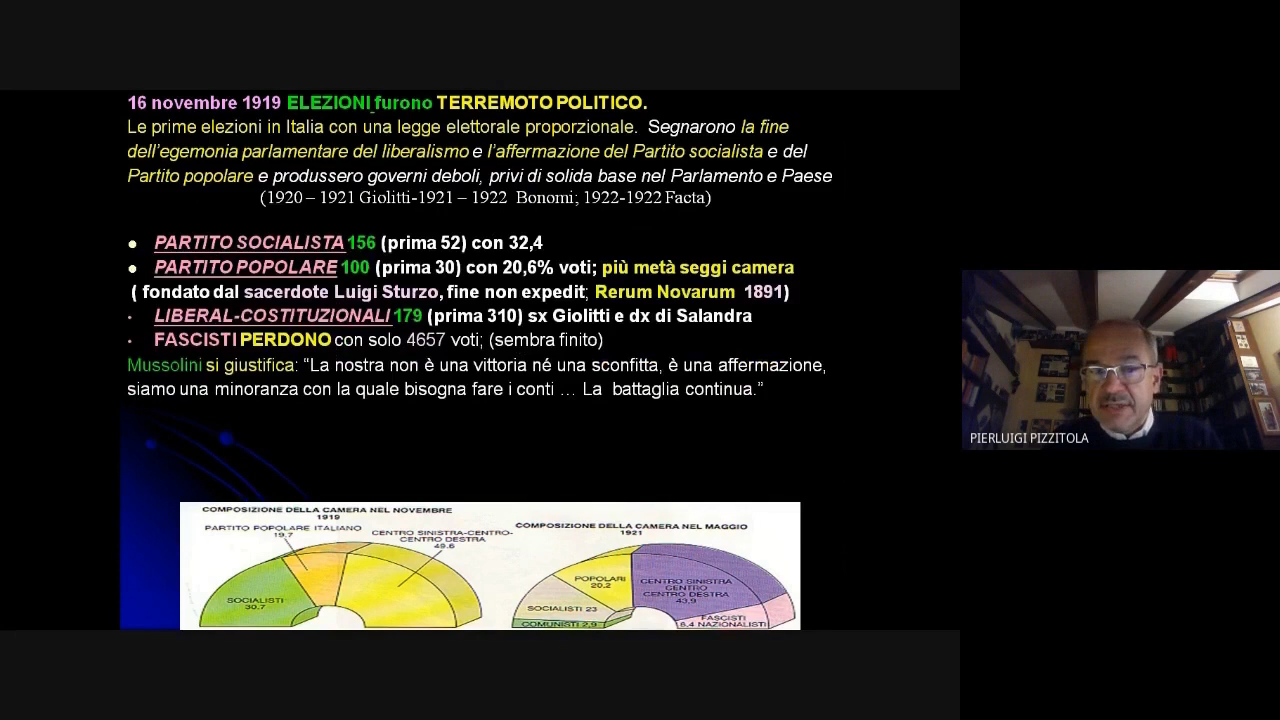 16 novembre 1919 ELEZIONI furono TERREMOTO POLITICO.
Le prime elezioni in Italia con una legge elettorale proporzionale. Segnarono la fine
dell'egemonia parlamentare del liberalismo e l'affermazione del Partito socialista e del
Partito popolare e produssero governi deboli, privi di solida base nel Parlamento e Paese
(1920 – 1921 Giolitti-1921 – 1922 Bonomi; 1922-1922 Facta)
● PARTITO SOCIALISTA 156 (prima 52) con 32,4
● PARTITO POPOLARE 100 (prima 30) con 20,6% voti; più metà seggi camera
( fondato dal sacerdote Luigi Sturzo, fine non expedit; Rerum Novarum 1891)
• LIBERAL-COSTITUZIONALI 179 (prima 310) sx Giolitti e dx di Salandra
• FASCISTI PERDONO con solo 4657 voti; (sembra finito)
Mussolini si giustifica: “La nostra non è una vittoria né una sconfitta, è una affermazione,
siamo una minoranza con la quale bisogna fare i conti … La battaglia continua.”
COMPOSIZIONE DELLA CAMERA NEL NOVEMBRE
1919
PARTITO POPOLARE ITALIANO
19.7
CENTRO SINISTRA-CENTRO-
CENTRO DESTRA
49.6
SOCIALISTI
30.7
COMPOSIZIONE DELLA CAMERA NEL MAGGIO
1921
POPOLARI
20.2
CENTRO SINISTRA
CENTRO
CENTRO DESTRA
43.9
SOCIALISTI 23
COMUNISTI 2.9
FASCISTI
8.4 NAZIONALISTI
PIERLUIGI PIZZITOLA